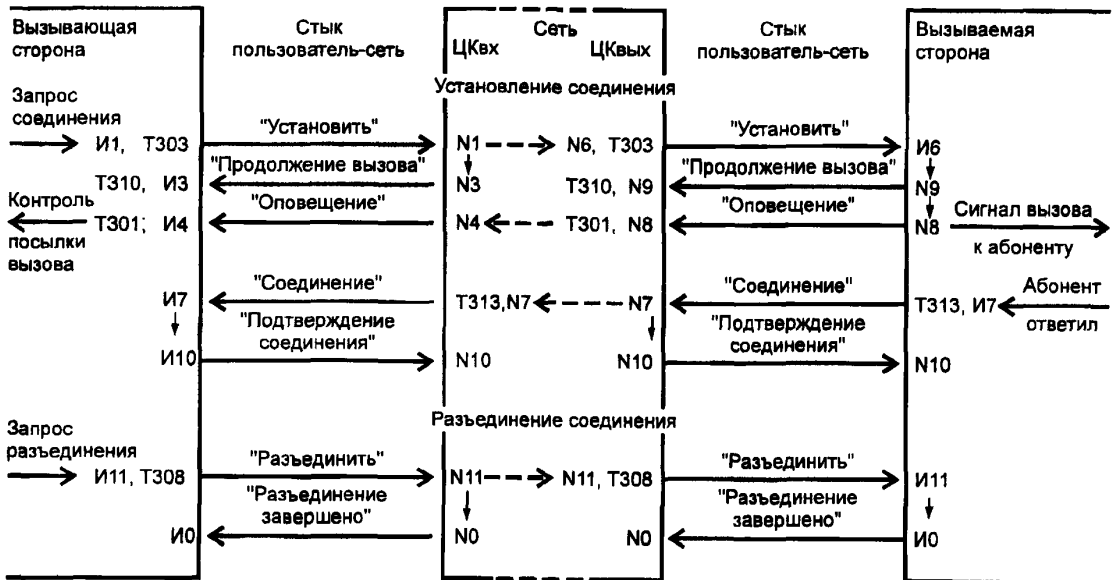 Вызывающая сторона
Стык пользователь-сеть
Сеть
ЦКвх ЦКвых
Стык пользователь-сеть
Вызываемая сторона
Установление соединения
Запрос соединения
И1, Т303
"Установить"
N1
N6, Т303
"Установить"
И6
Т310, И3
"Продолжение вызова"
N3
Т310, N9
"Продолжение вызова"
N9
Контроль посылки вызова
Т301; И4
"Оповещение"
N4
Т301, N8
"Оповещение"
N8
Сигнал вызова к абоненту
И7
"Соединение"
Т313,N7
N7
"Соединение"
Т313, И7
Абонент ответил
И10
"Подтверждение соединения"
N10
N10
"Подтверждение соединения"
N10
Разъединение соединения
Запрос разъединения
И11, Т308
"Разъединить"
N11
N11, Т308
"Разъединить"
И11
И0
"Разъединение завершено"
N0
N0
"Разъединение завершено"
И0